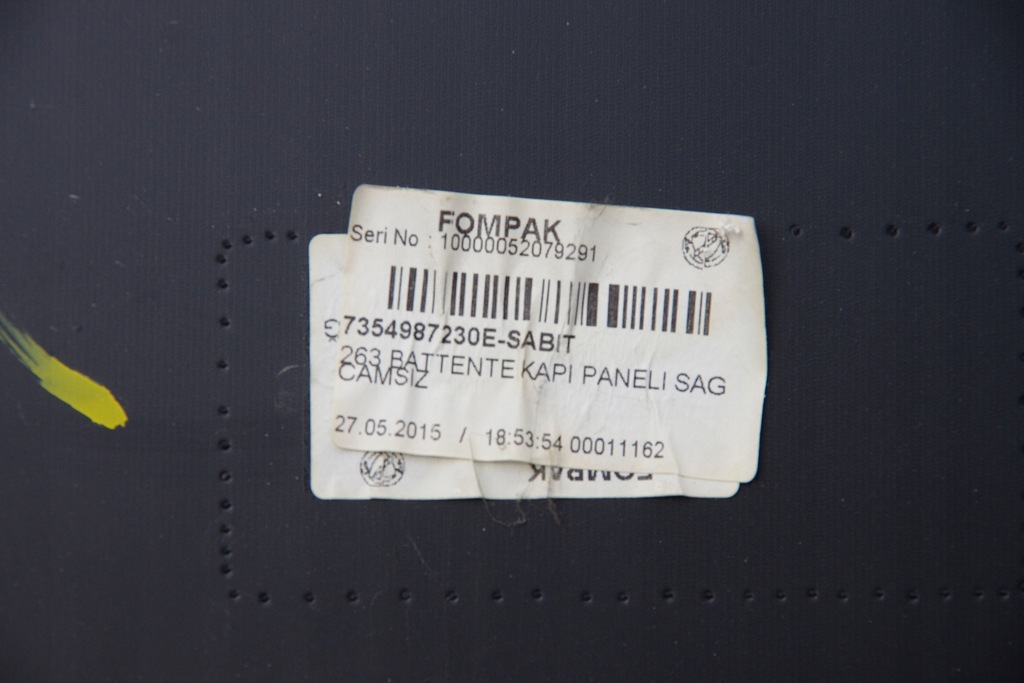 FOMPAK
Seri No : 10000052079291
7354987230E-SABIT
263 BATTENTE KAPI PANELI SAG
CAMSIZ
27.05.2015 / 18:53:54 00011162
FOMPAK